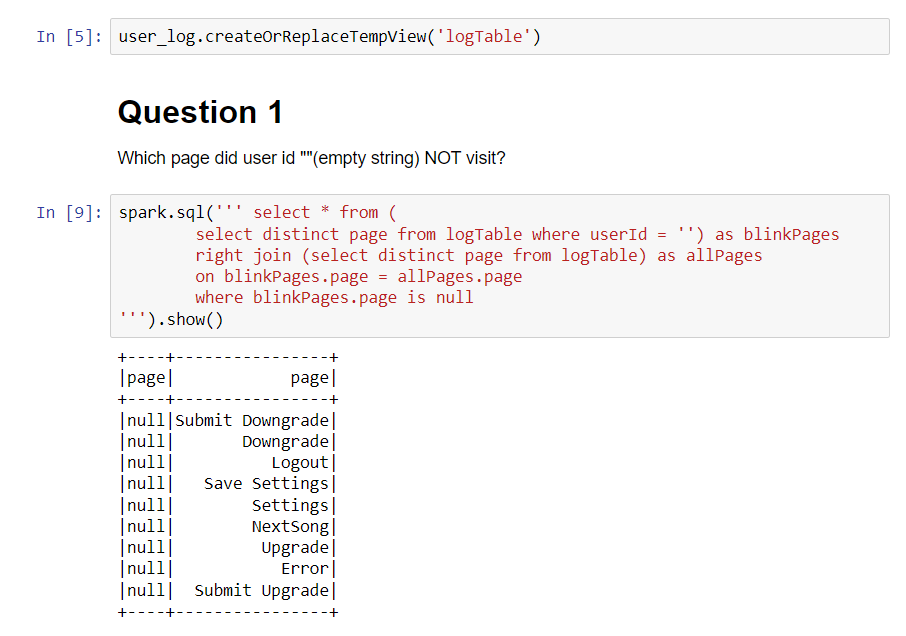 In [5]: user_log.createOrReplaceTempView('logTable')
Question 1
Which page did user id ""(empty string) NOT visit?
In [9]: spark.sql(''' select * from (
        select distinct page from logTable where userId = '') as blinkPages
        right join (select distinct page from logTable) as allPages
        on blinkPages.page = allPages.page
        where blinkPages.page is null
''').show()
+----+----------------+
|page|            page|
+----+----------------+
|null|Submit Downgrade|
|null|       Downgrade|
|null|          Logout|
|null|   Save Settings|
|null|        Settings|
|null|        NextSong|
|null|         Upgrade|
|null|           Error|
|null|  Submit Upgrade|
+----+----------------+